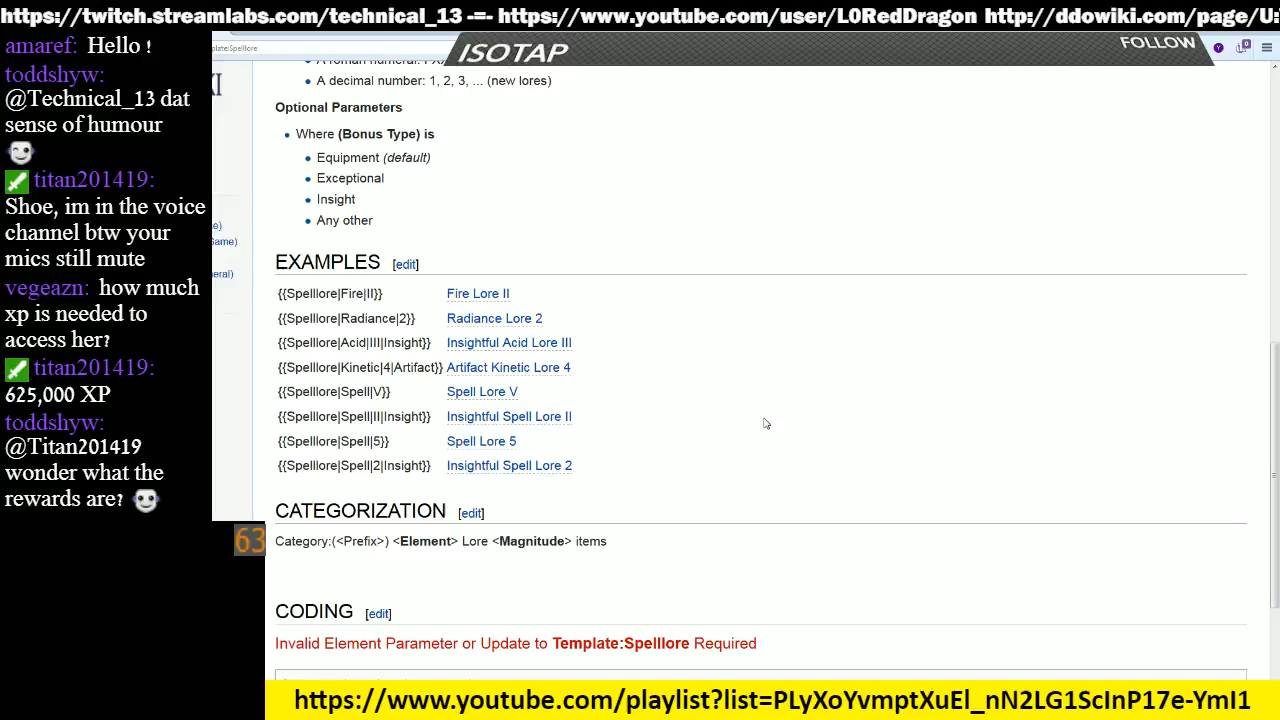 https://twitch.streamlabs.com/technical_13 -=- https://www.youtube.com/user/L0RedDragon http://ddowiki.com/page/U
amaref: Hello !
toddshyw:
@Technical_13 dat
sense of humour
titan201419:
Shoe, im in the voice
channel btw your
mics still mute
vegeazn: how much
xp is needed to
access her?
titan201419:
625,000 XP
toddshyw:
@Titan201419
wonder what the
rewards are?
63
plate:Spelllore
ISOTAP
FOLLOW
A decimal number: 1, 2, 3, ... (new lores)
Optional Parameters
Where (Bonus Type) is
Equipment (default)
Exceptional
Insight
Any other
EXAMPLES [edit]
{{Spelllore|Fire|II}} Fire Lore II
{{Spelllore|Radiance|2}} Radiance Lore 2
{{Spelllore|Acid|III|Insight}} Insightful Acid Lore III
{{Spelllore|Kinetic|4|Artifact}} Artifact Kinetic Lore 4
{{Spelllore|Spell|V}} Spell Lore V
{{Spelllore|Spell|II|Insight}} Insightful Spell Lore II
{{Spelllore|Spell|5}} Spell Lore 5
{{Spelllore|Spell|2|Insight}} Insightful Spell Lore 2
CATEGORIZATION [edit]
Category:(<Prefix>) <Element> Lore <Magnitude> items
CODING [edit]
Invalid Element Parameter or Update to Template:Spelllore Required
https://www.youtube.com/playlist?list=PLyXoYvmptXuEl_nN2LG1ScInP17e-YmI1